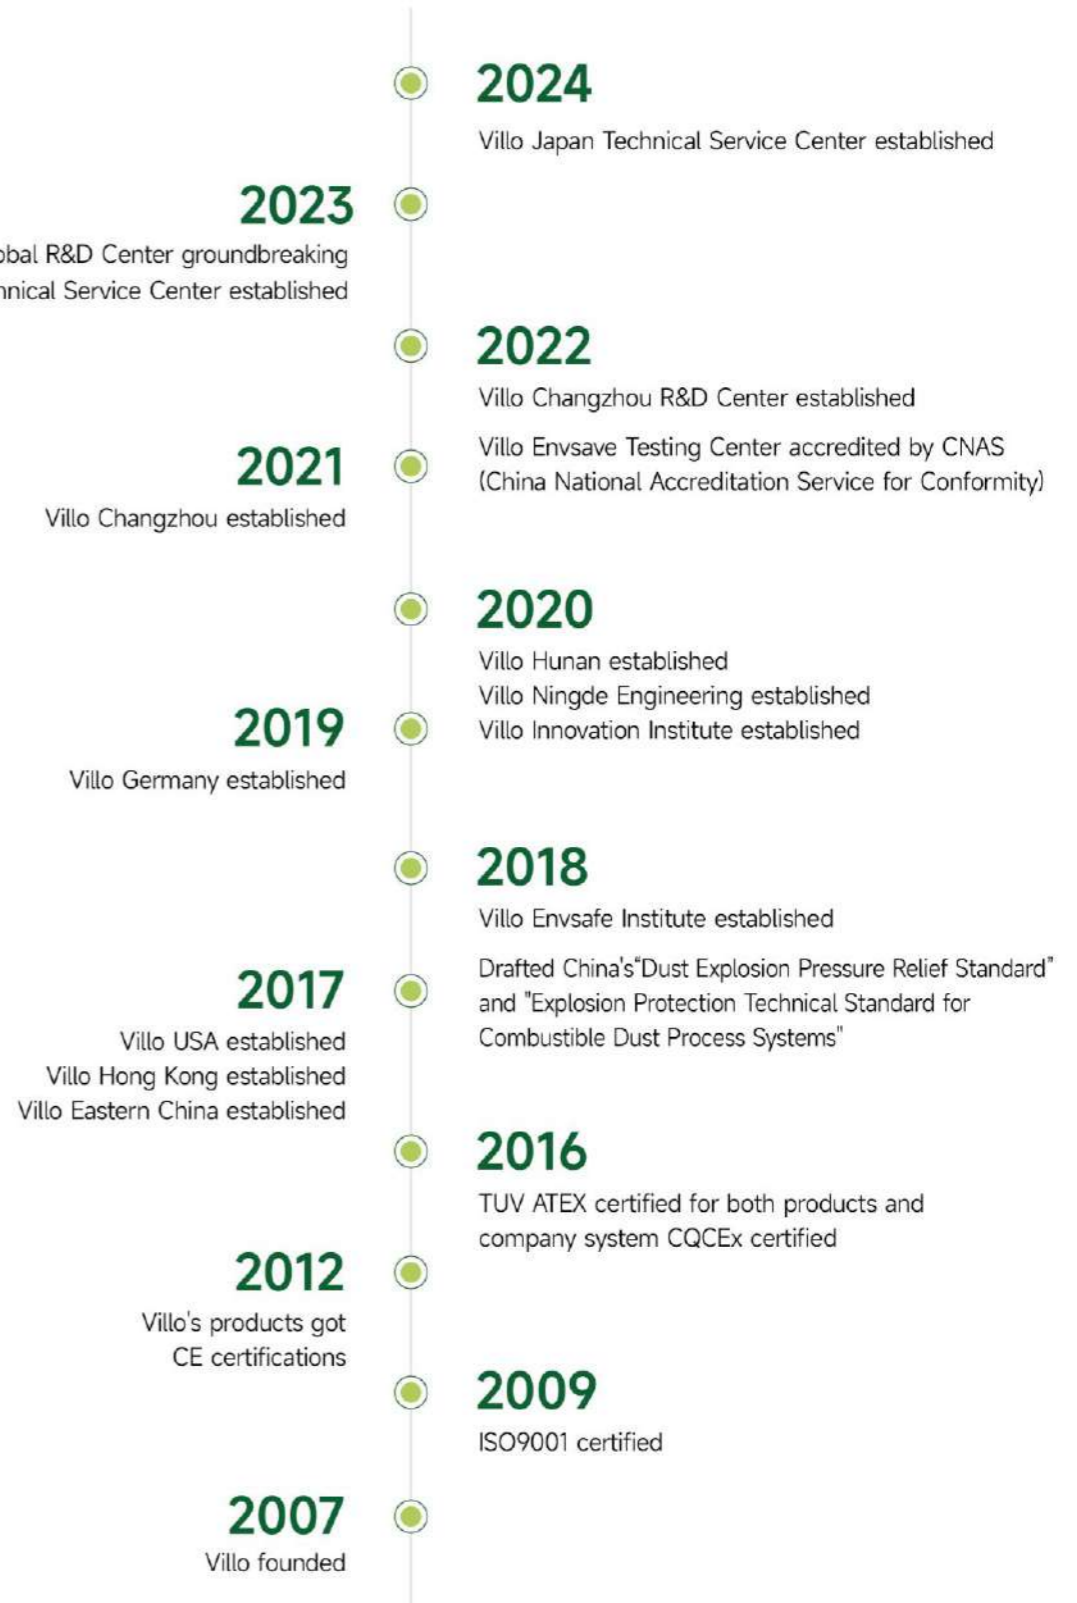 2024
Villo Japan Technical Service Center established
2023
R&D Center groundbreaking
Service Center established
2022
Villo Changzhou R&D Center established
Villo Envsave Testing Center accredited by CNAS
(China National Accreditation Service for Conformity)
2021
Villo Changzhou established
2020
Villo Hunan established
Villo Ningde Engineering established
Villo Innovation Institute established
2019
Villo Germany established
2018
Villo Envsafe Institute established
Drafted China's“Dust Explosion Pressure Relief Standard”
and "Explosion Protection Technical Standard for
Combustible Dust Process Systems"
2017
Villo USA established
Villo Hong Kong established
Villo Eastern China established
2016
TUV ATEX certified for both products and
company system CQCEx certified
2012
Villo's products got
CE certifications
2009
ISO9001 certified
2007
Villo founded